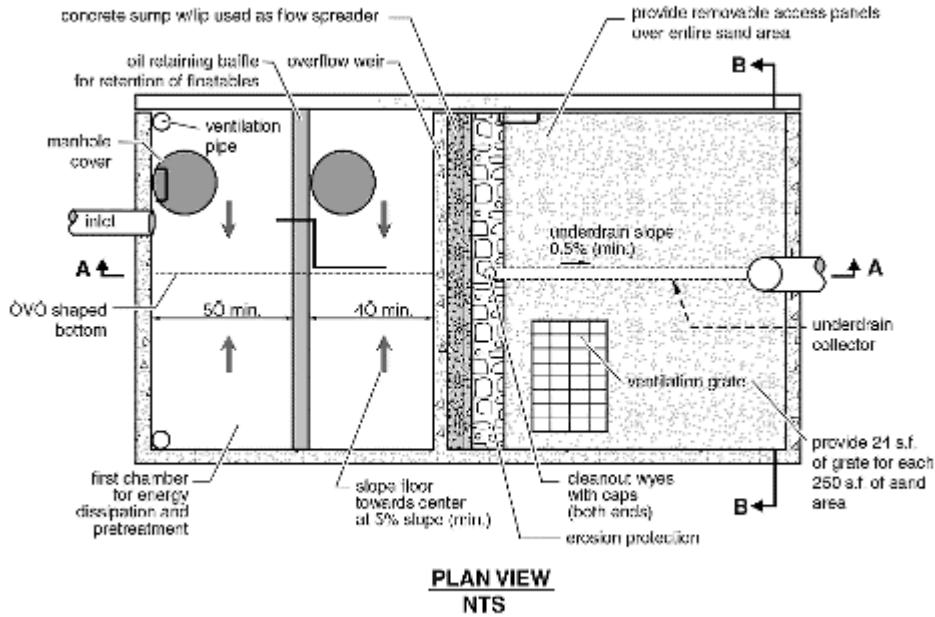 concrete sump w/lip used as flow spreader
provide removable access panels
over entire sand area
oil retaining baffle
for retention of floatables
overflow weir
B
ventilation
pipe
manhole
cover
inlet
underdrain slope
0.5% (min.)
A
A
ÒVÓ shaped
bottom
5Õ min.
4Õ min.
underdrain
collector
ventilation grate
provide 24 s.f.
of grate for each
250 s.f. of sand
area
first chamber
for energy
dissipation and
pretreatment
slope floor
towards center
at 5% slope (min.)
cleanout wyes
with caps
(both ends)
B
erosion protection
PLAN VIEW
NTS